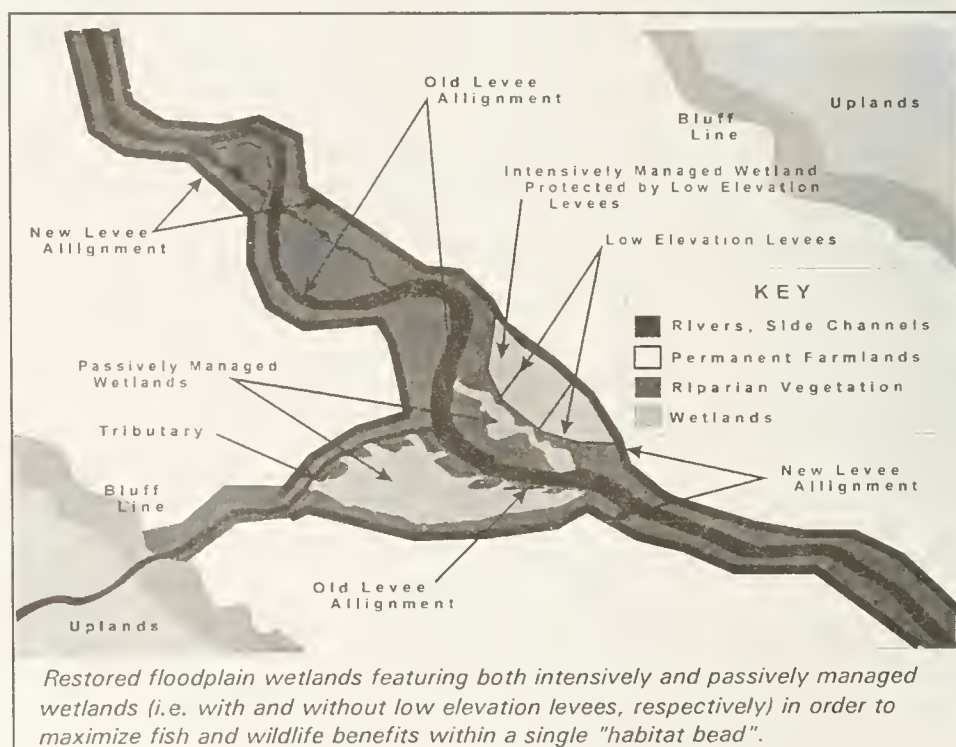 Old Levee
Allignment
Uplands
Bluff
Line
Intensively Managed Wetland
Protected by Low Elevation
Levees
New Levee
Allignment
Low Elevation Levees
KEY
Rivers, Side Channels
Permanent Farmlands
Riparian Vegetation
Wetlands
Passively Managed
Wetlands
Tributary
New Levee
Allignment
Bluff
Line
Old Levee
Allignment
Uplands
Restored floodplain wetlands featuring both intensively and passively managed
wetlands (i.e. with and without low elevation levees, respectively) in order to
maximize fish and wildlife benefits within a single "habitat bead".